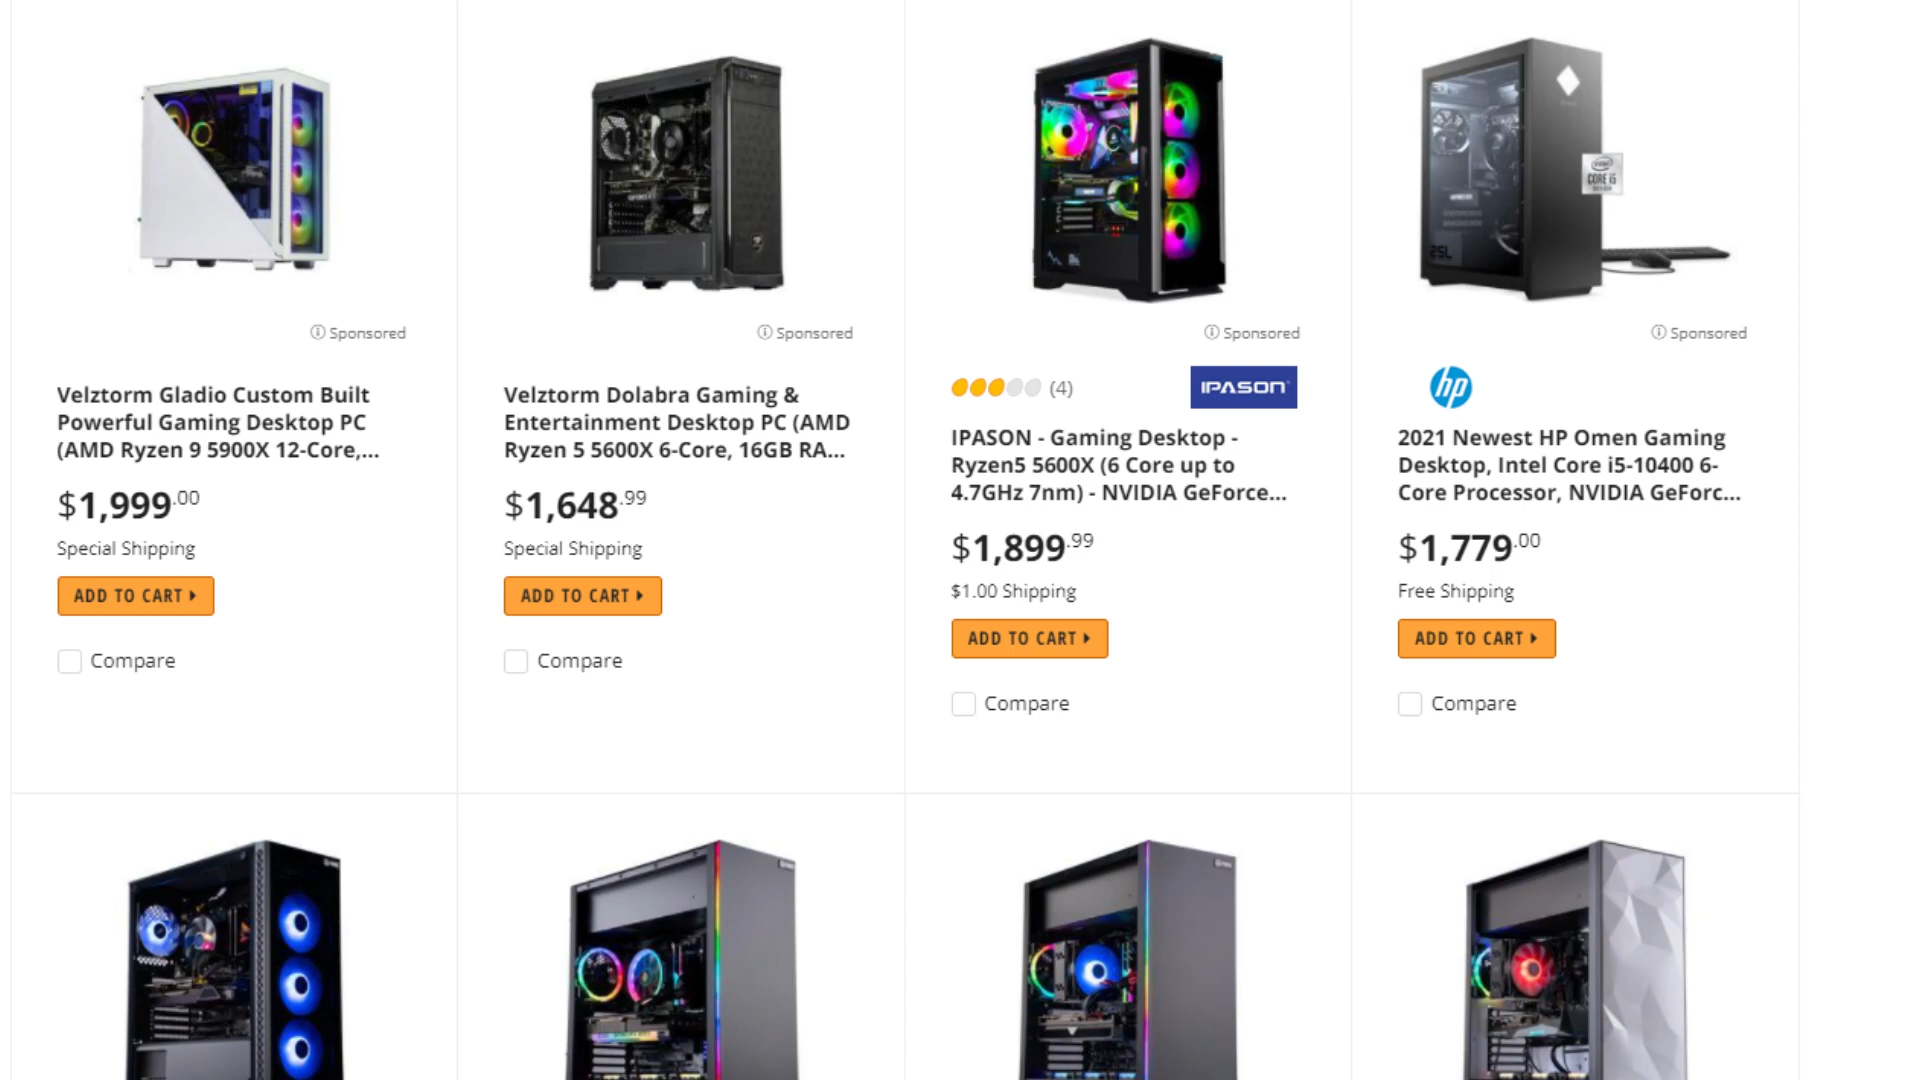 Sponsored
Velztorm Gladio Custom Built
Powerful Gaming Desktop PC
(AMD Ryzen 9 5900X 12-Core,...
$1,999.00
Special Shipping
ADD TO CART
Compare
Sponsored
Velztorm Dolabra Gaming &
Entertainment Desktop PC (AMD
Ryzen 5 5600X 6-Core, 16GB RA...
$1,648.99
Special Shipping
ADD TO CART
Compare
Sponsored
(4)
IPASON
IPASON - Gaming Desktop -
Ryzen5 5600X (6 Core up to
4.7GHz 7nm) - NVIDIA GeForce...
$1,899.99
$1.00 Shipping
ADD TO CART
Compare
intel
CORE i5
25L
Sponsored
hp
2021 Newest HP Omen Gaming
Desktop, Intel Core i5-10400 6-
Core Processor, NVIDIA GeForc...
$1,779.00
Free Shipping
ADD TO CART
Compare